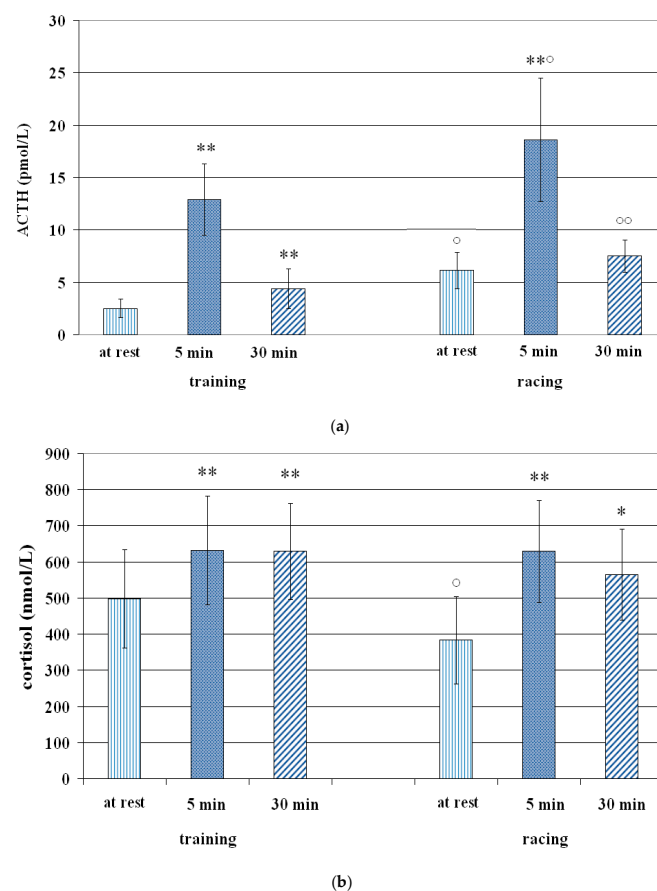 30
25
20
15
10
5
0
ACTH (pmol/L)
**
**
**○
○
○○
at rest 5 min 30 min at rest 5 min 30 min
training racing
(a)
900
800
700
600
500
400
300
200
100
0
cortisol (nmol/L)
** ** ** *
○
at rest 5 min 30 min at rest 5 min 30 min
training racing
(b)